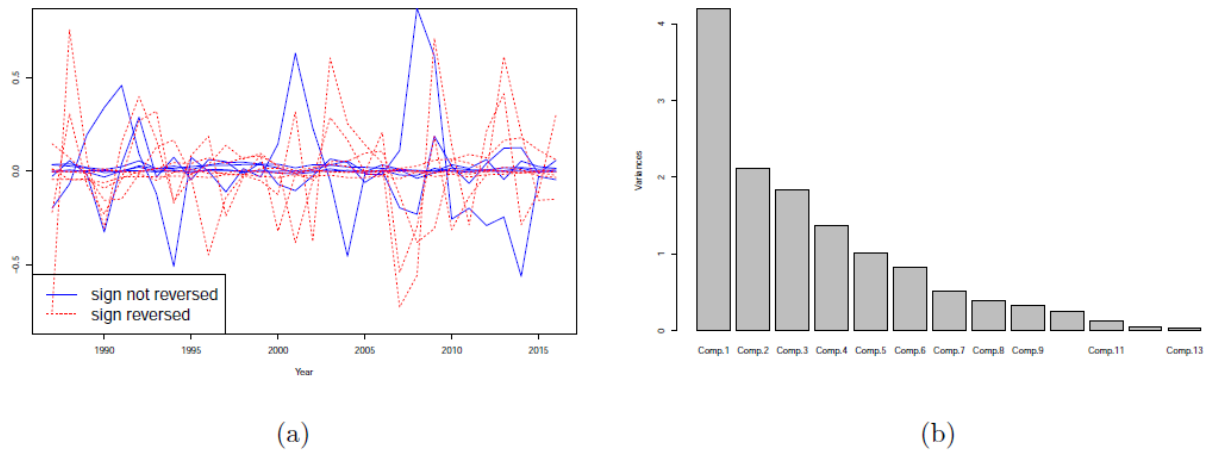 0.5
0.0
-0.5
sign not reversed
sign reversed
1990 1995 2000 2005 2010 2015
Year
(a)
4
3
2
1
0
Variances
Comp.1 Comp.2 Comp.3 Comp.4 Comp.5 Comp.6 Comp.7 Comp.8 Comp.9 Comp.11 Comp.13
(b)